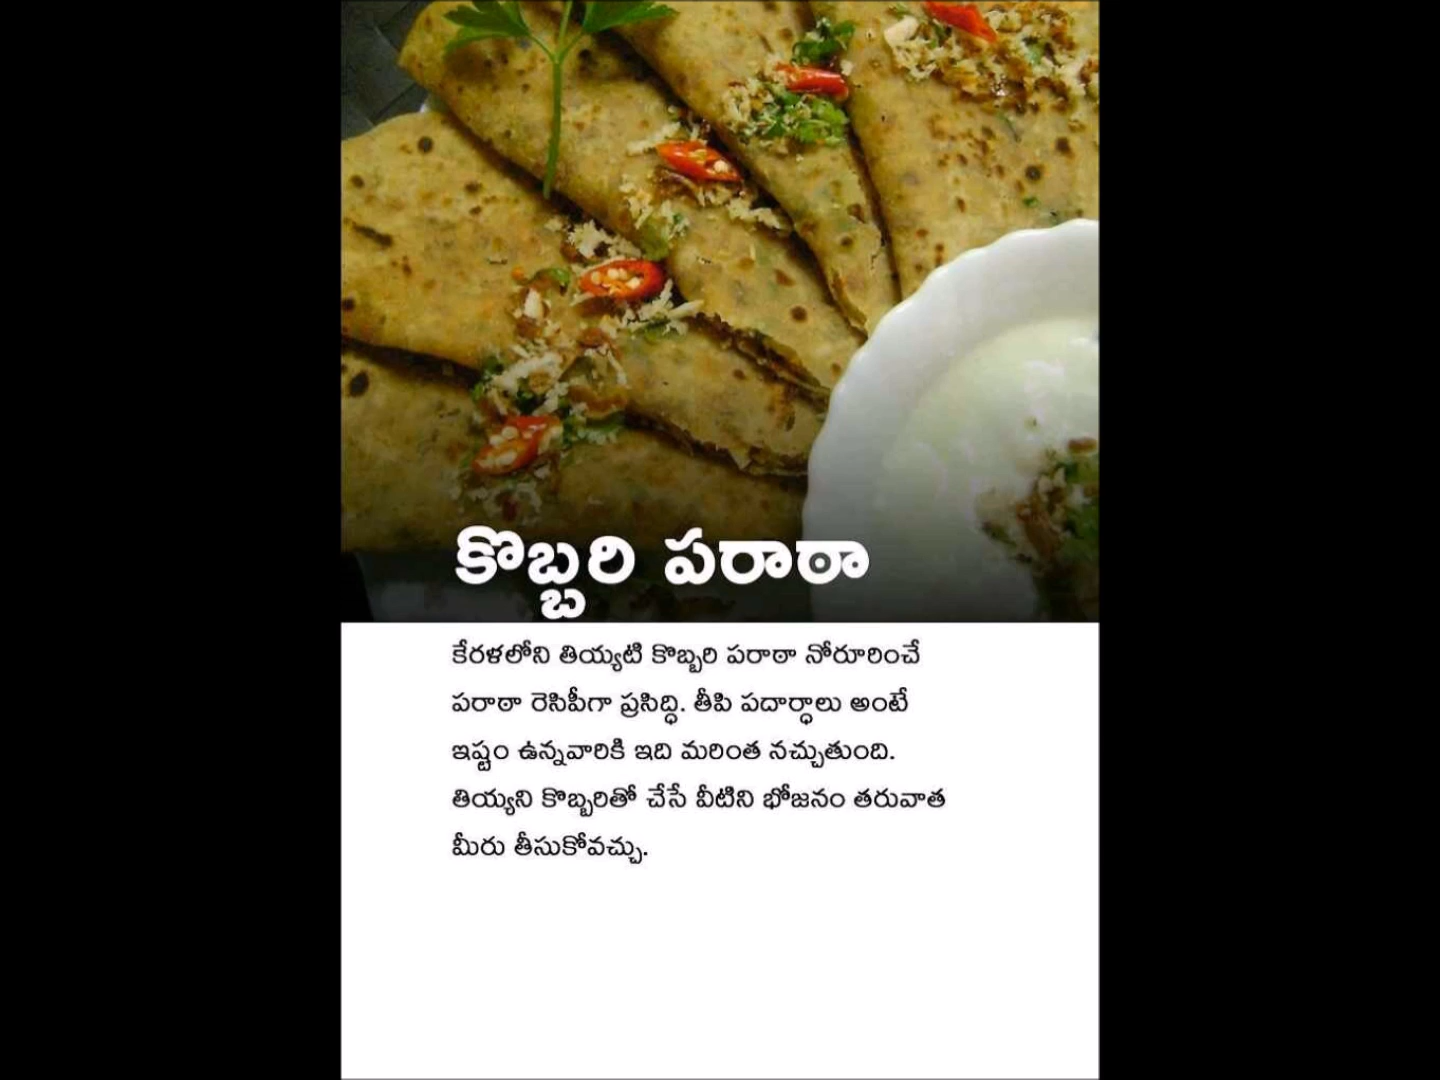 కొబ్బరి పరాఠా
కేరళలోని తియ్యటి కొబ్బరి పరాఠా నోరూరించే
పరాఠా రెసిపీగా ప్రసిద్ధి. తీపి పదార్ధాలు అంటే
ఇష్టం ఉన్నవారికి ఇది మరింత నచ్చుతుంది.
తియ్యని కొబ్బరితో చేసే వీటిని భోజనం తరువాత
మీరు తీసుకోవచ్చు.